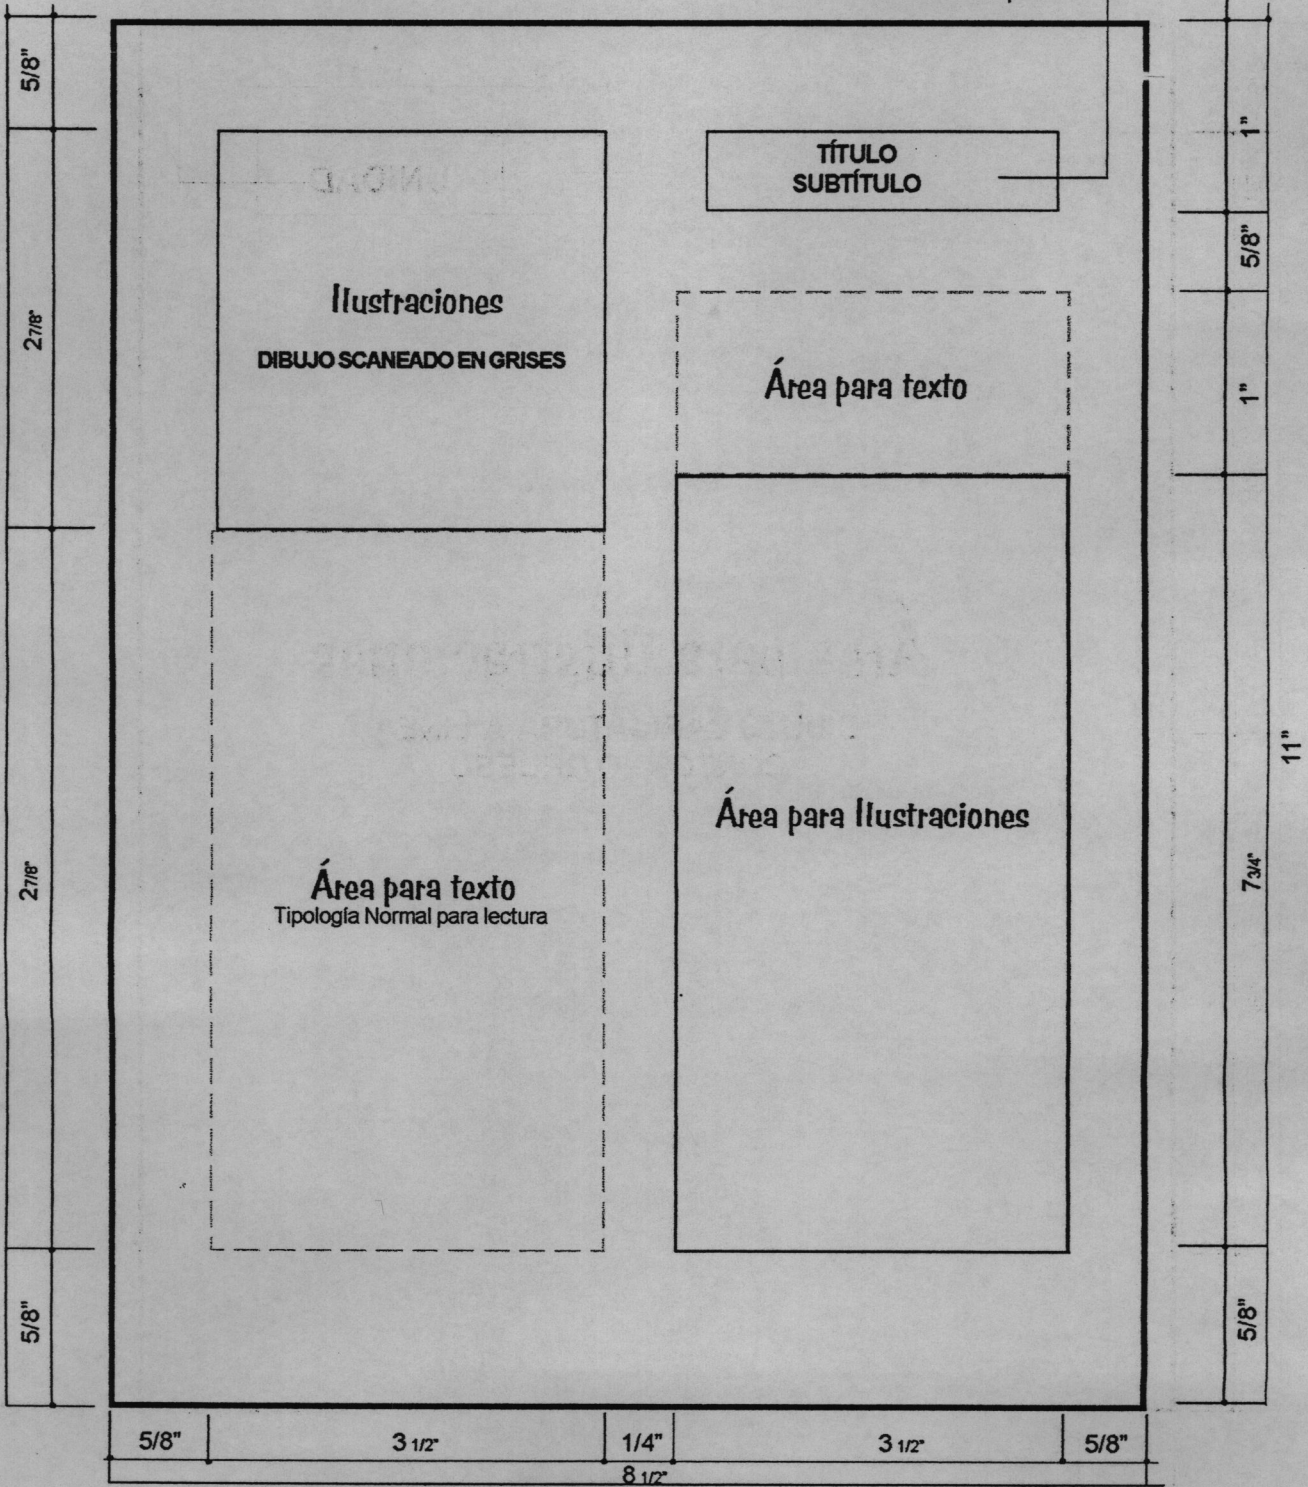 TÍTULO
SUBTÍTULO
Ilustraciones
DIBUJO SCANEADO EN GRISES
Área para texto
Área para Ilustraciones
Área para texto
Tipología Normal para lectura
5/8"
2 7/8"
2 7/8"
5/8"
1"
5/8"
1"
7 3/4"
5/8"
11"
5/8"
3 1/2"
1/4"
3 1/2"
5/8"
8 1/2"
UNIDAD